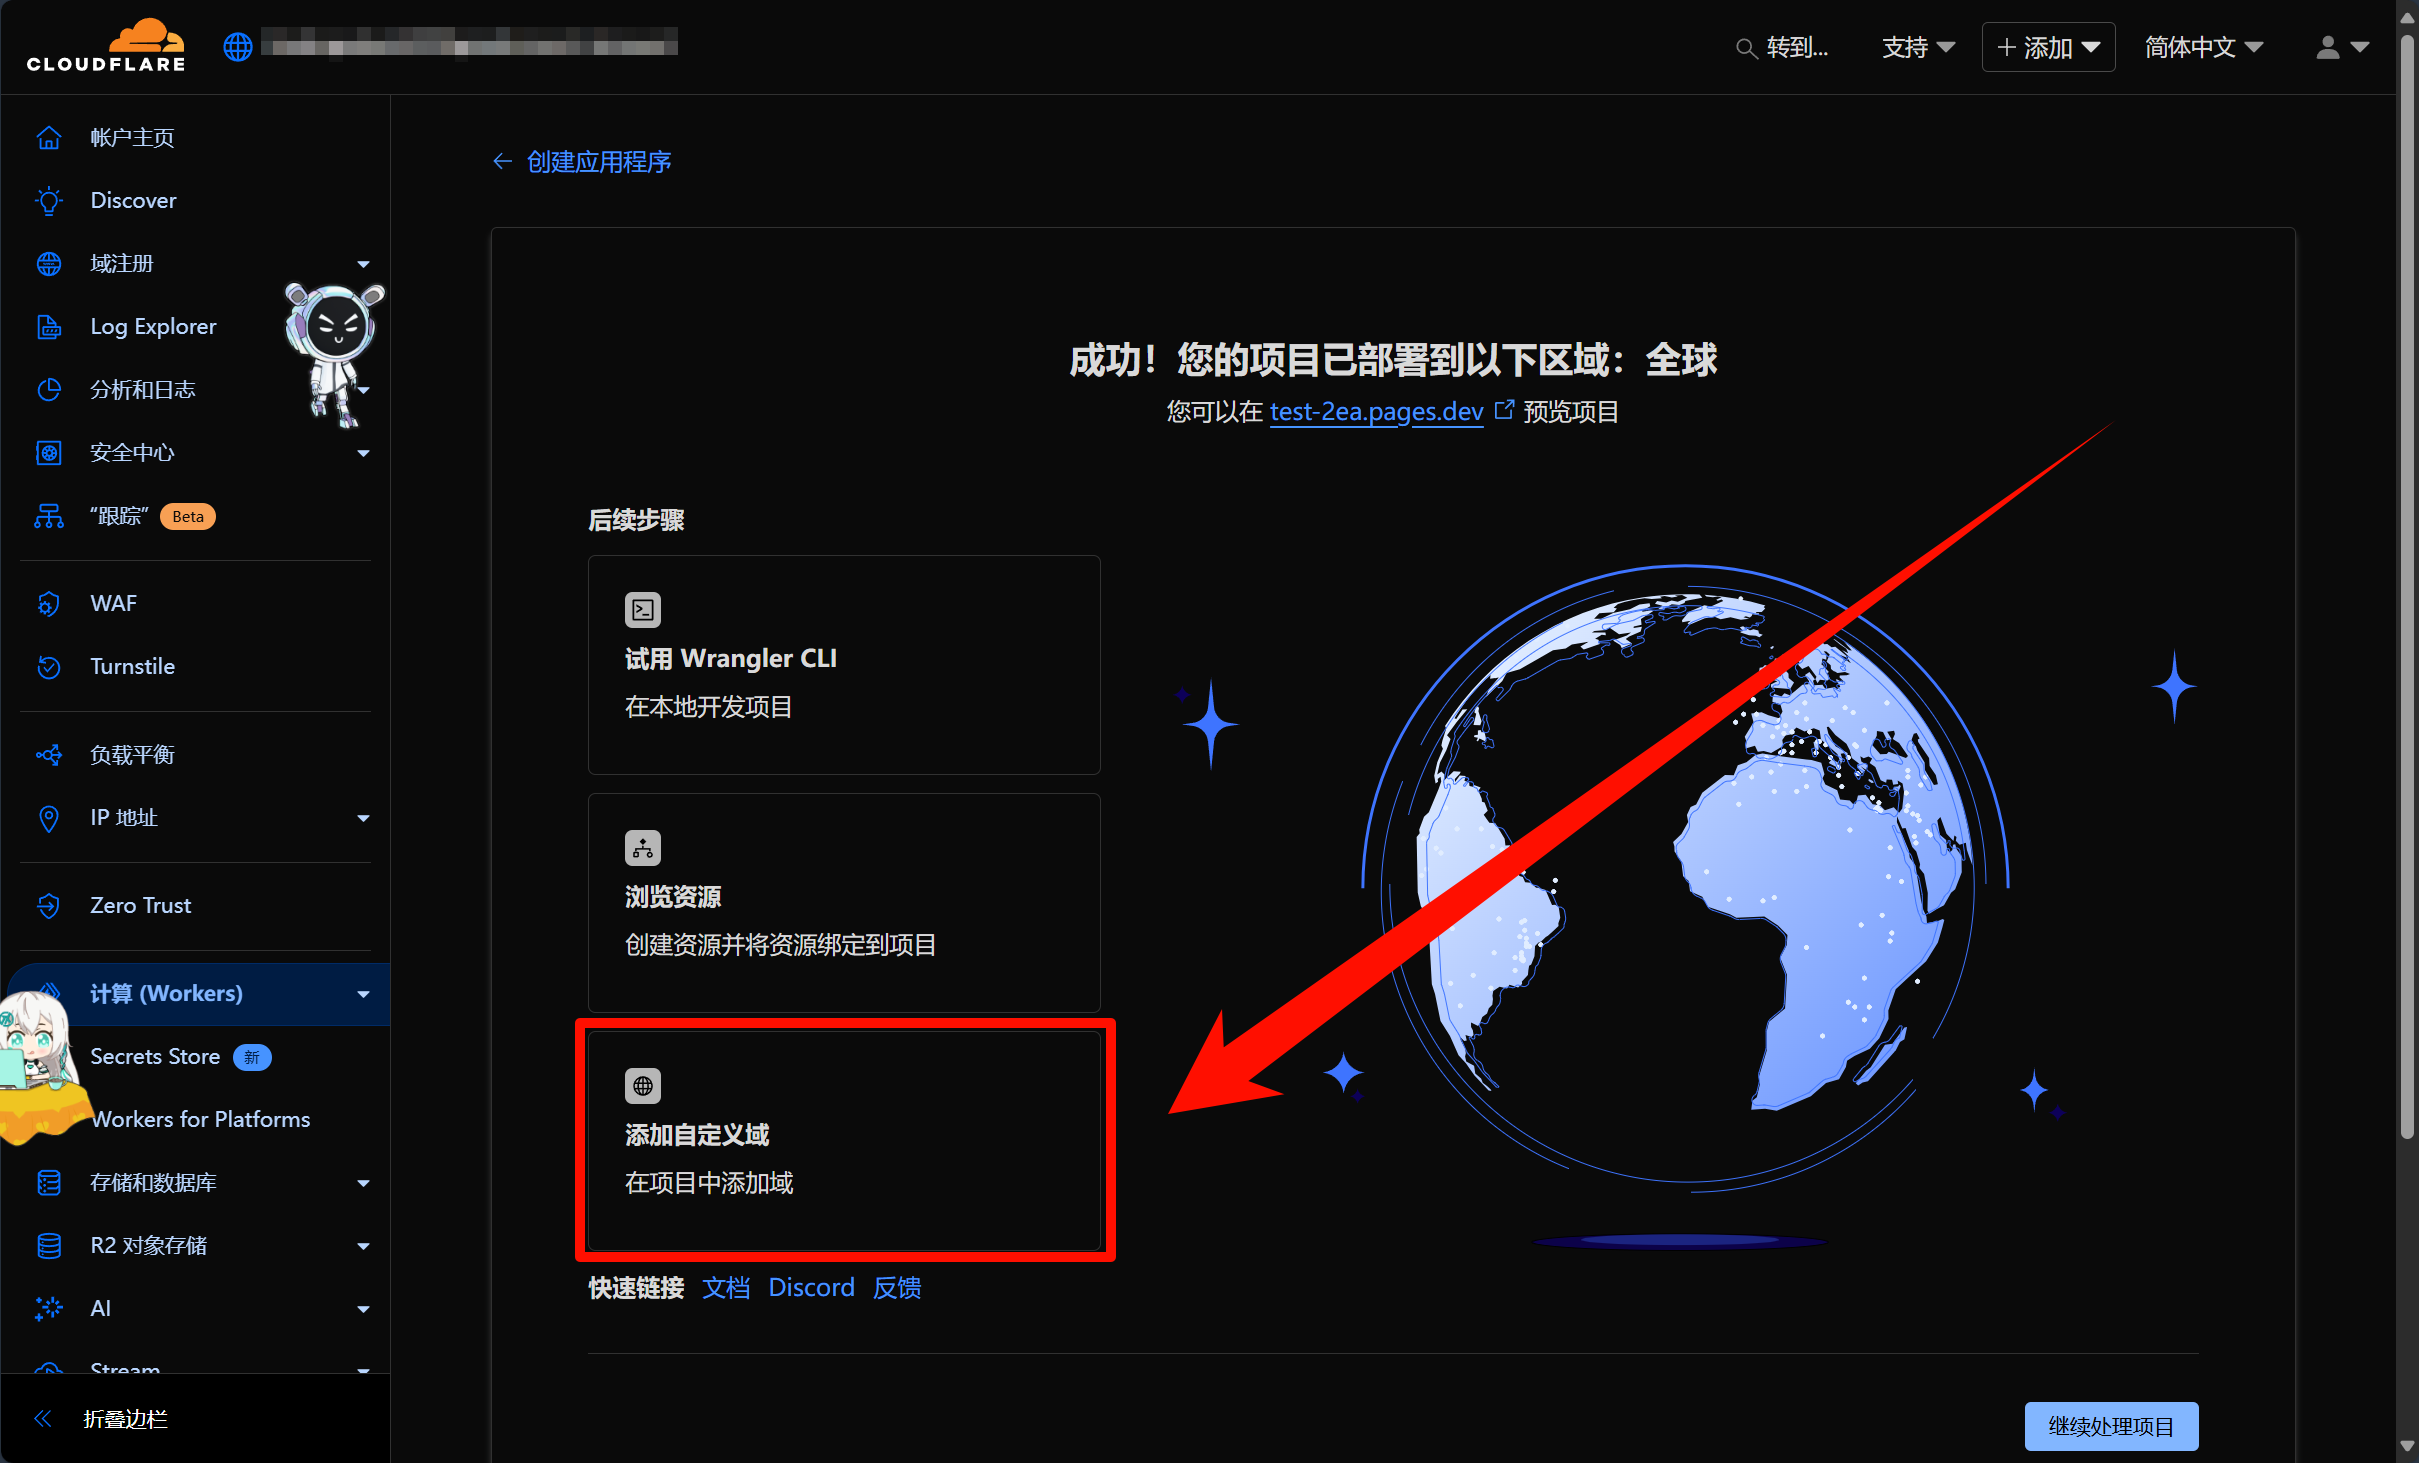 CLOUDFLARE
转到...
支持
添加
简体中文
帐户主页
Discover
域注册
Log Explorer
分析和日志
安全中心
“跟踪” Beta
WAF
Turnstile
负载平衡
IP 地址
Zero Trust
计算 (Workers)
Secrets Store 新
Workers for Platforms
存储和数据库
R2 对象存储
AI
Stream
折叠边栏
创建应用程序
成功！您的项目已部署到以下区域：全球
您可以在 test-2ea.pages.dev 预览项目
后续步骤
试用 Wrangler CLI
在本地开发项目
浏览资源
创建资源并将资源绑定到项目
添加自定义域
在项目中添加域
快速链接 文档 Discord 反馈
继续处理项目